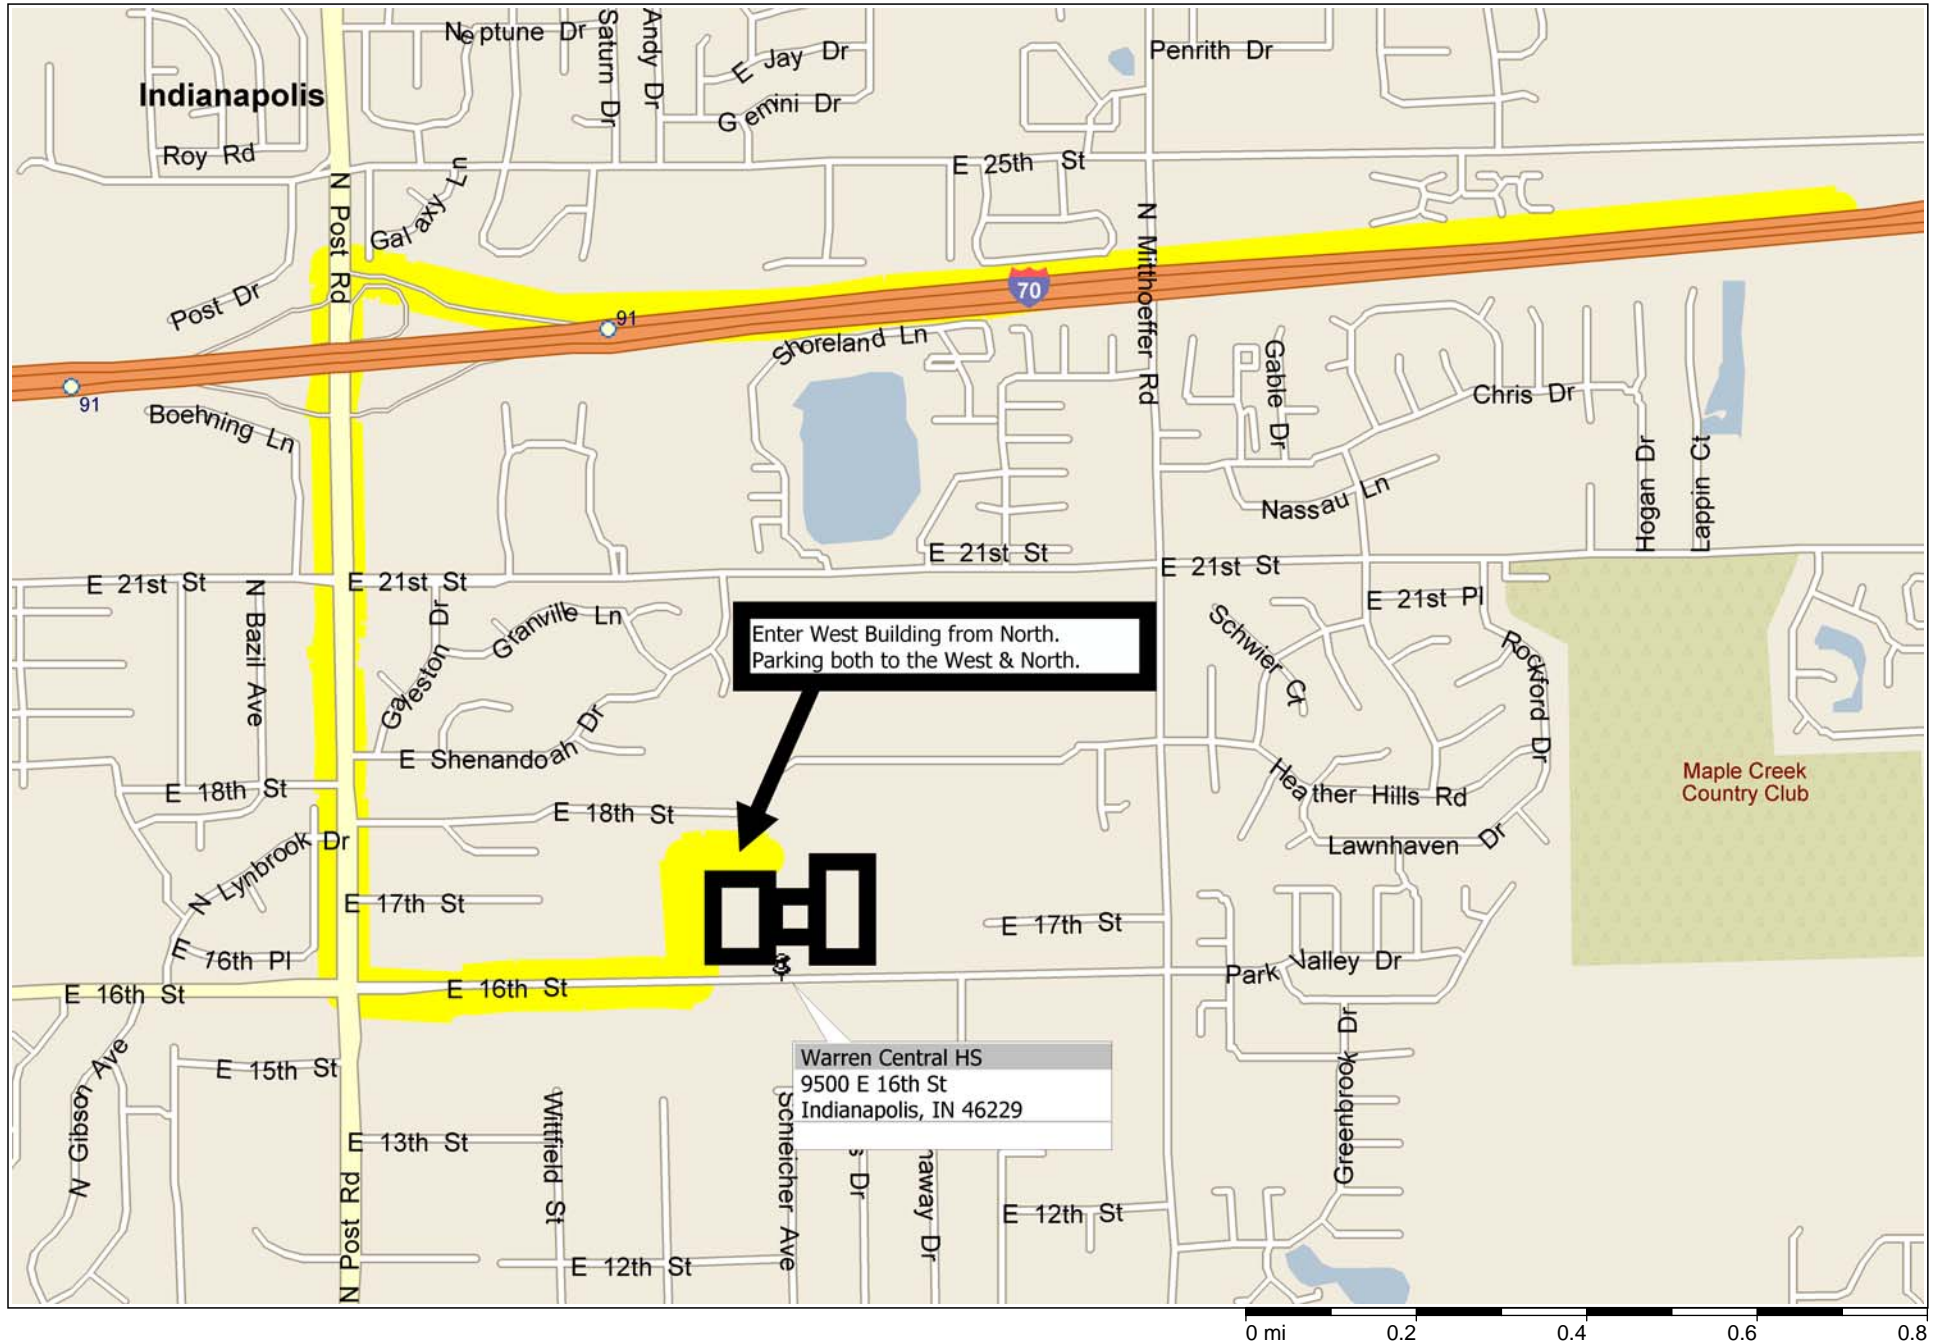 Neptune Dr
Saturn Dr
Andy Dr
E Jay Dr
Gemini Dr
Penrith Dr
Indianapolis
Roy Rd
E 25th St
N Post Rd
Galaxy Ln
N Mitthoeffer Rd
70
Post Dr
91
Shoreland Ln
91
Boehning Ln
Gable Dr
Chris Dr
Hogan Dr
Lappin Ct
Nassau Ln
E 21st St
E 21st St
E 21st St
E 21st St
E 21st Pl
N Bazil Ave
Galveston Dr
Granville Ln
Enter West Building from North.
Parking both to the West & North.
Schwier Ct
Rockford Dr
E Shenandoah Dr
E 18th St
E 18th St
Heather Hills Rd
Maple Creek
Country Club
N Lynbrook Dr
Lawnhaven Dr
E 17th St
E 17th St
E 16th Pl
Park Valley Dr
E 16th St
E 16th St
Warren Central HS
9500 E 16th St
Indianapolis, IN 46229
N Gibson Ave
E 15th St
Greenbrook Dr
E 13th St
Wittfield St
Schleicher Ave
s Dr
haway Dr
N Post Rd
E 12th St
E 12th St
0 mi 0.2 0.4 0.6 0.8